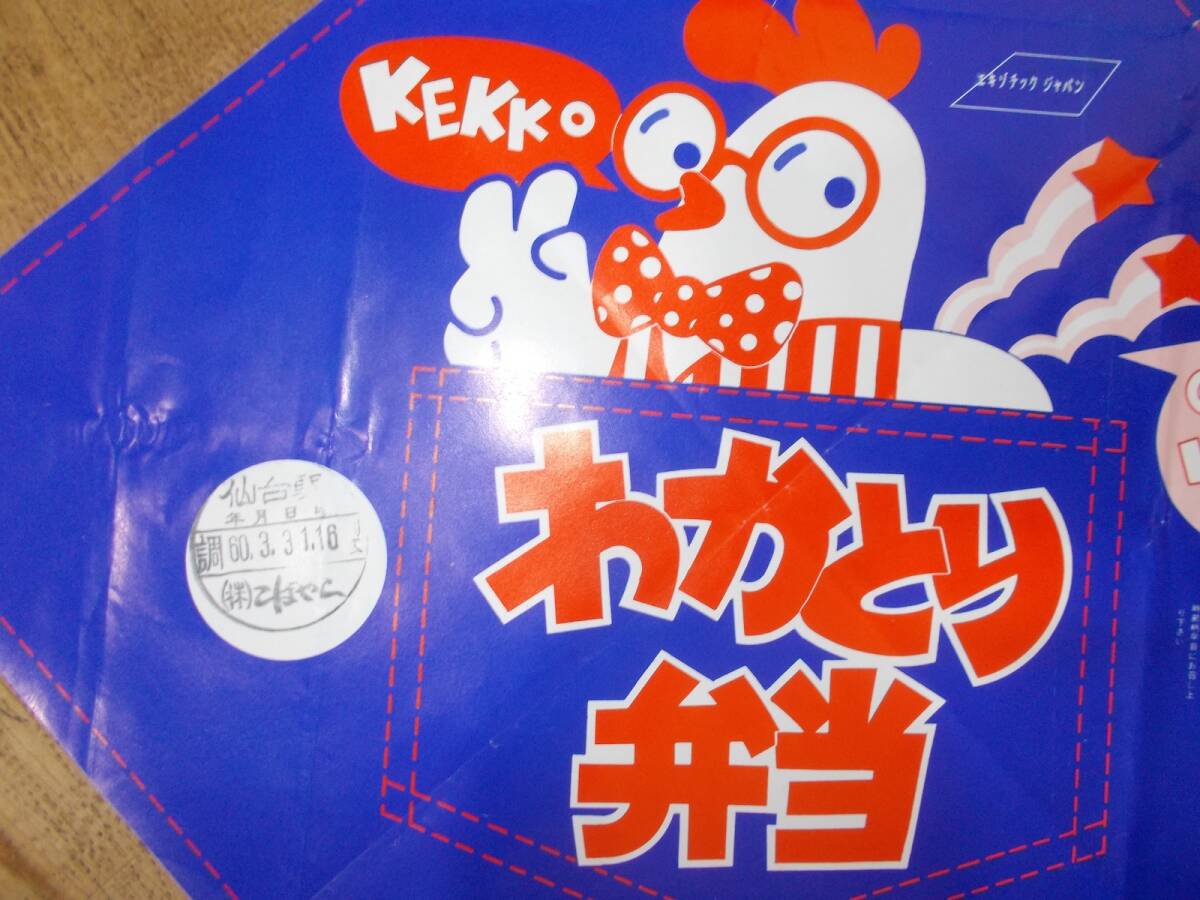 KEKKO
エキゾチック ジャパン
わかとり
弁当
仙台駅
年月日
調 60.3.31.16
(株)こばやし